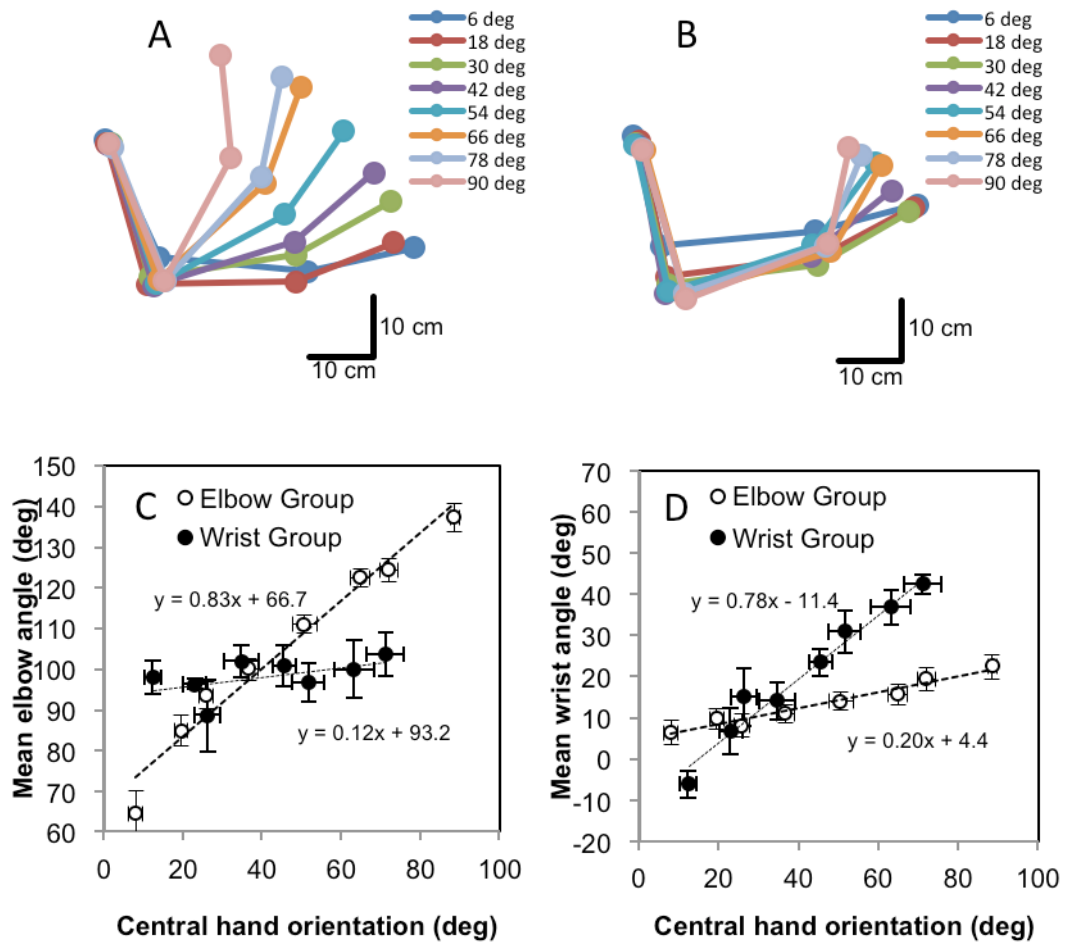 A
6 deg
18 deg
30 deg
42 deg
54 deg
66 deg
78 deg
90 deg
10 cm
10 cm
B
6 deg
18 deg
30 deg
42 deg
54 deg
66 deg
78 deg
90 deg
10 cm
10 cm
Mean elbow angle (deg)
150
140
130
120
110
100
90
80
70
60
C
Elbow Group
Wrist Group
y = 0.83x + 66.7
y = 0.12x + 93.2
0 20 40 60 80 100
Central hand orientation (deg)
Mean wrist angle (deg)
70
60
50
40
30
20
10
0
-10
-20
D
Elbow Group
Wrist Group
y = 0.78x - 11.4
y = 0.20x + 4.4
0 20 40 60 80 100
Central hand orientation (deg)